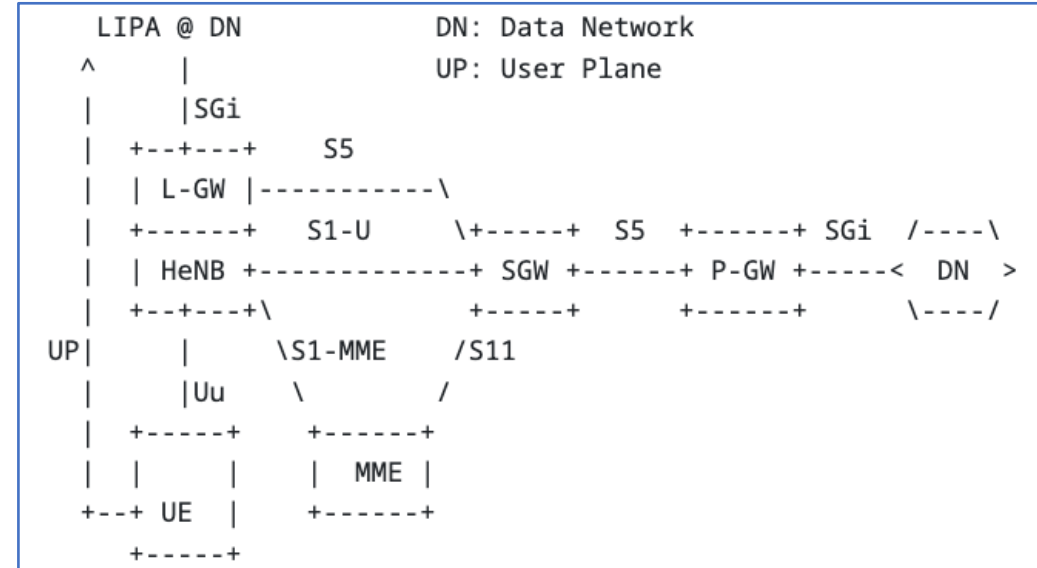 LIPA @ DN            DN: Data Network
   ^      |              UP: User Plane
   |      |SGi
   |  +--+---+    S5
   |  | L-GW |-----------\
   |  +------+   S1-U     \+-----+  S5  +------+ SGi  /----\
   |  | HeNB +-------------+ SGW +------+ P-GW +-----<  DN  >
   |  +--+---+\            +-----+      +------+      \----/
 UP|     |     \S1-MME    /S11
   |     |Uu    \        /
   |  +-----+    +------+
   |  |     |    |  MME |
   +--+ UE  |    +------+
      +-----+